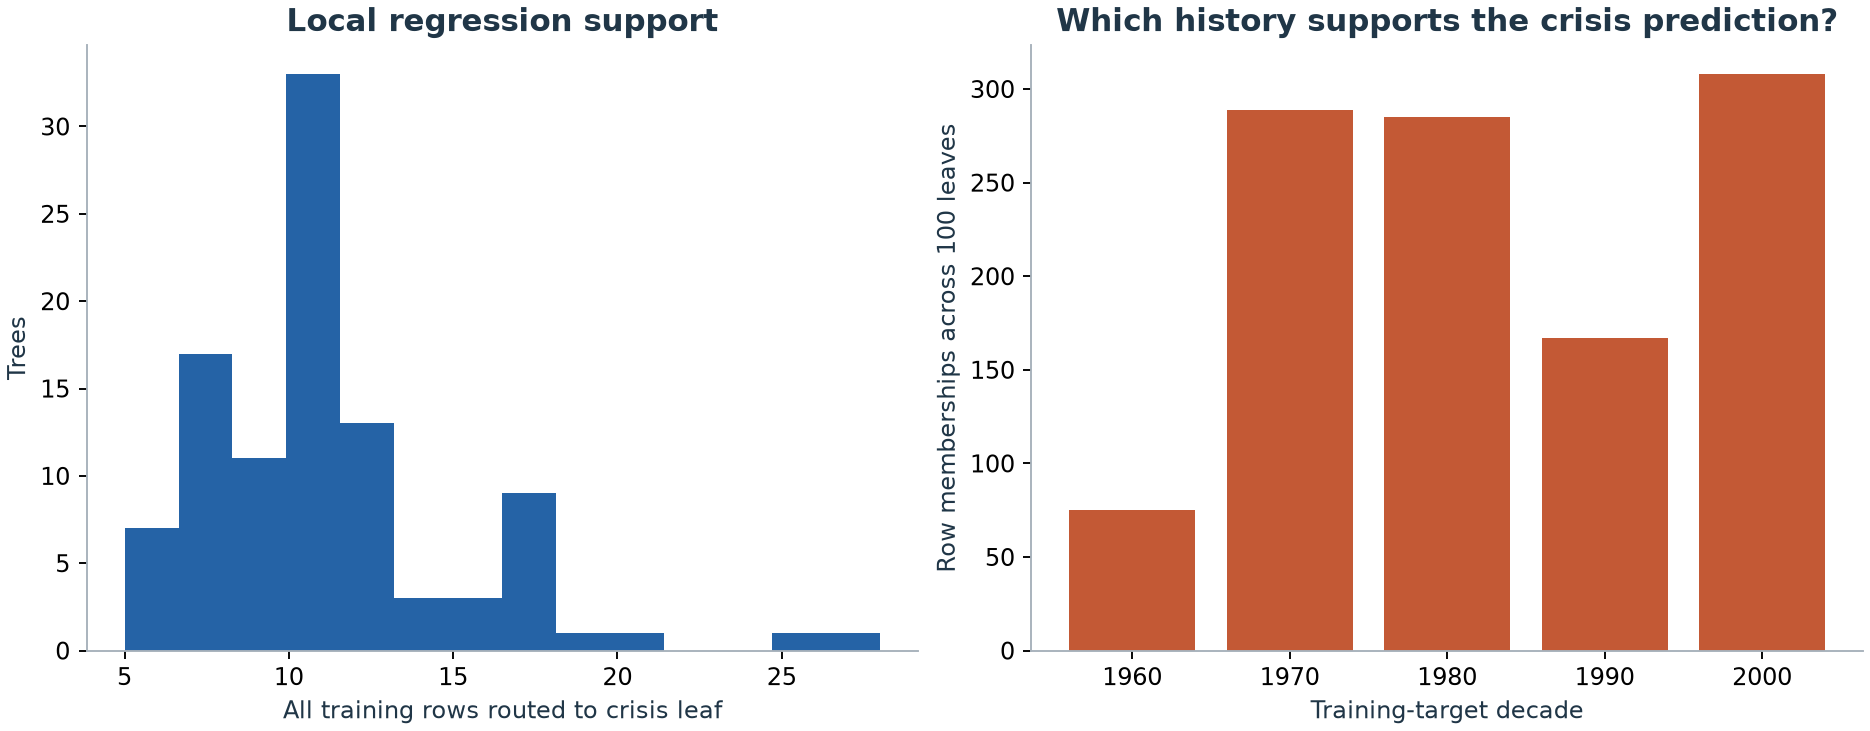 Local regression support
Trees
30
25
20
15
10
5
0
5 10 15 20 25
All training rows routed to crisis leaf
Which history supports the crisis prediction?
Row memberships across 100 leaves
300
250
200
150
100
50
0
1960 1970 1980 1990 2000
Training-target decade